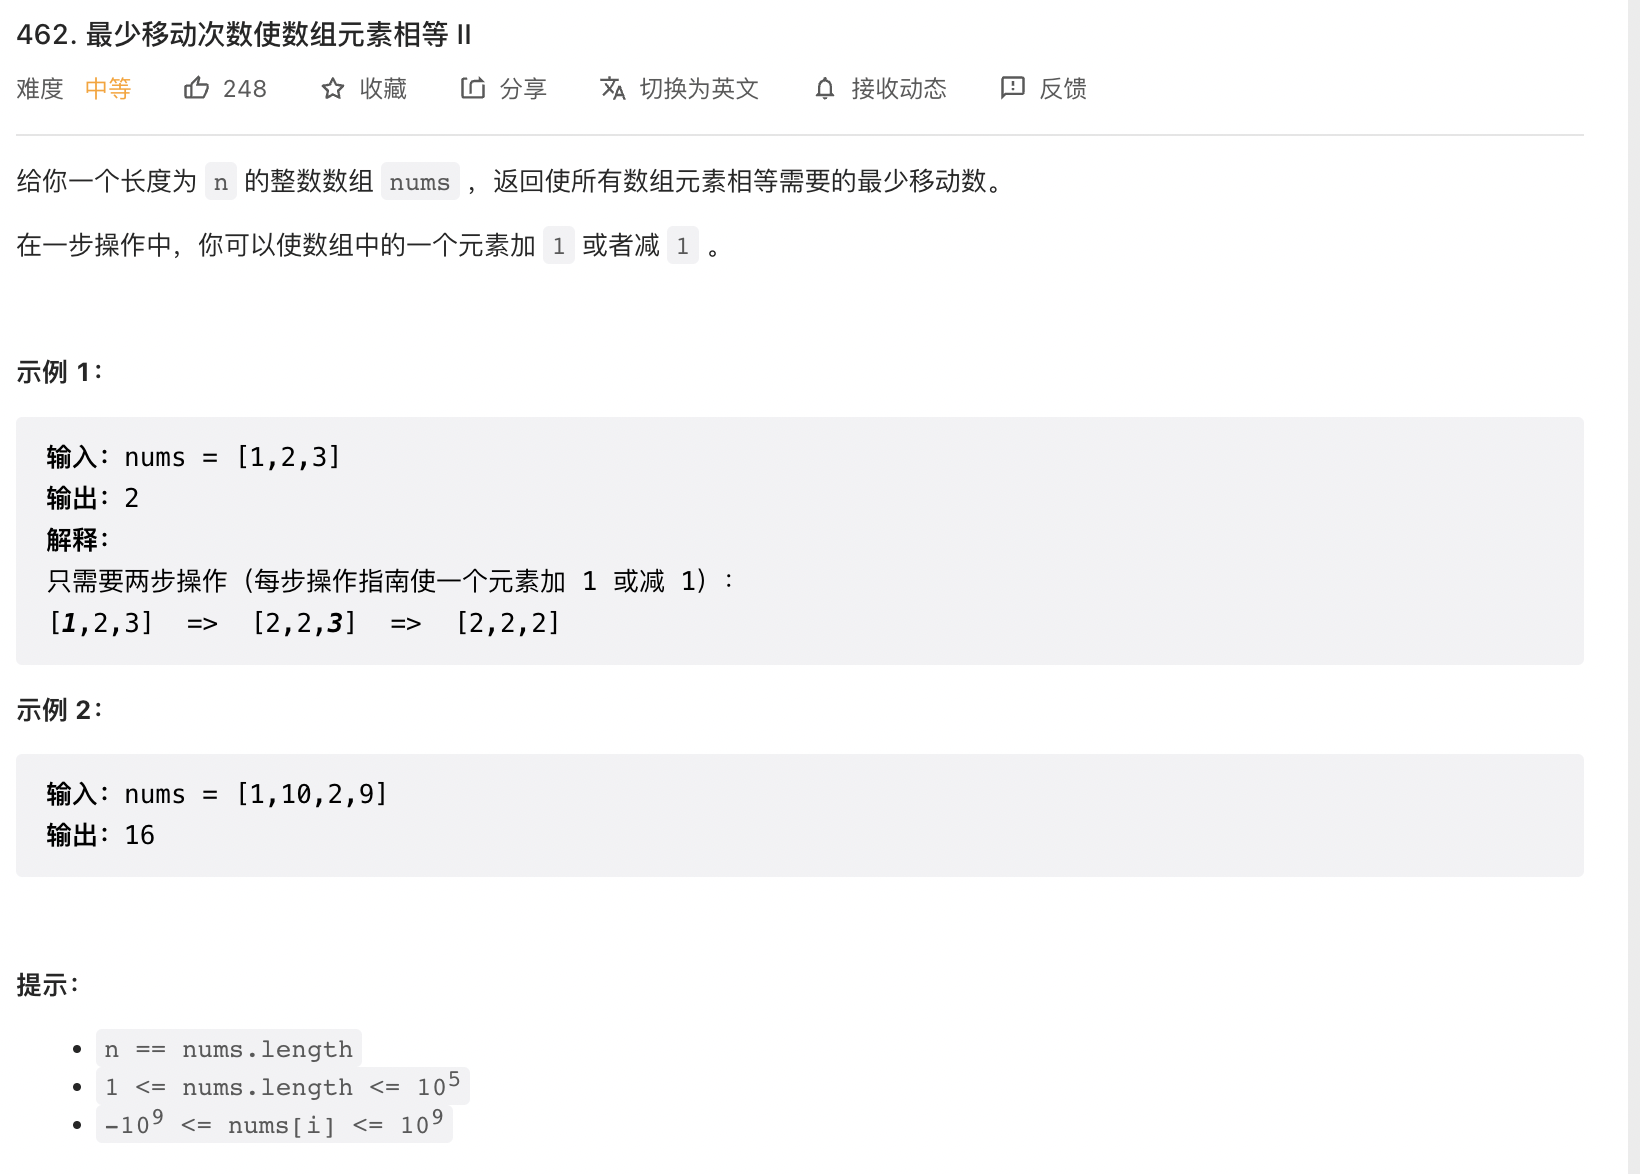 462. 最少移动次数使数组元素相等 II
难度 中等 248 收藏 分享 切换为英文 接收动态 反馈
给你一个长度为 n 的整数数组 nums ，返回使所有数组元素相等需要的最少移动数。
在一步操作中，你可以使数组中的一个元素加 1 或者减 1 。
示例 1：
输入：nums = [1,2,3]
输出：2
解释：
只需要两步操作（每步操作指南使一个元素加 1 或减 1）：
[1,2,3] => [2,2,3] => [2,2,2]
示例 2：
输入：nums = [1,10,2,9]
输出：16
提示：
• n == nums.length
• 1 <= nums.length <= 10⁵
• -10⁹ <= nums[i] <= 10⁹